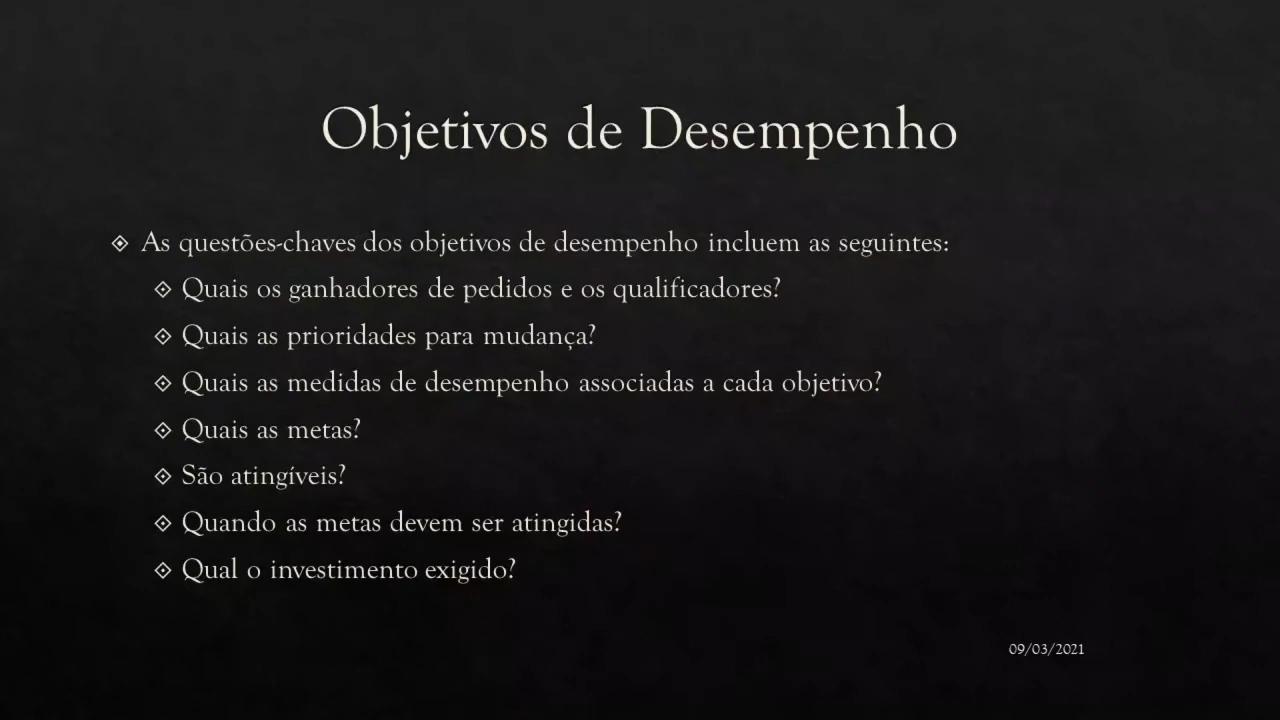 Objetivos de Desempenho
As questões-chaves dos objetivos de desempenho incluem as seguintes:
Quais os ganhadores de pedidos e os qualificadores?
Quais as prioridades para mudança?
Quais as medidas de desempenho associadas a cada objetivo?
Quais as metas?
São atingíveis?
Quando as metas devem ser atingidas?
Qual o investimento exigido?
09/03/2021